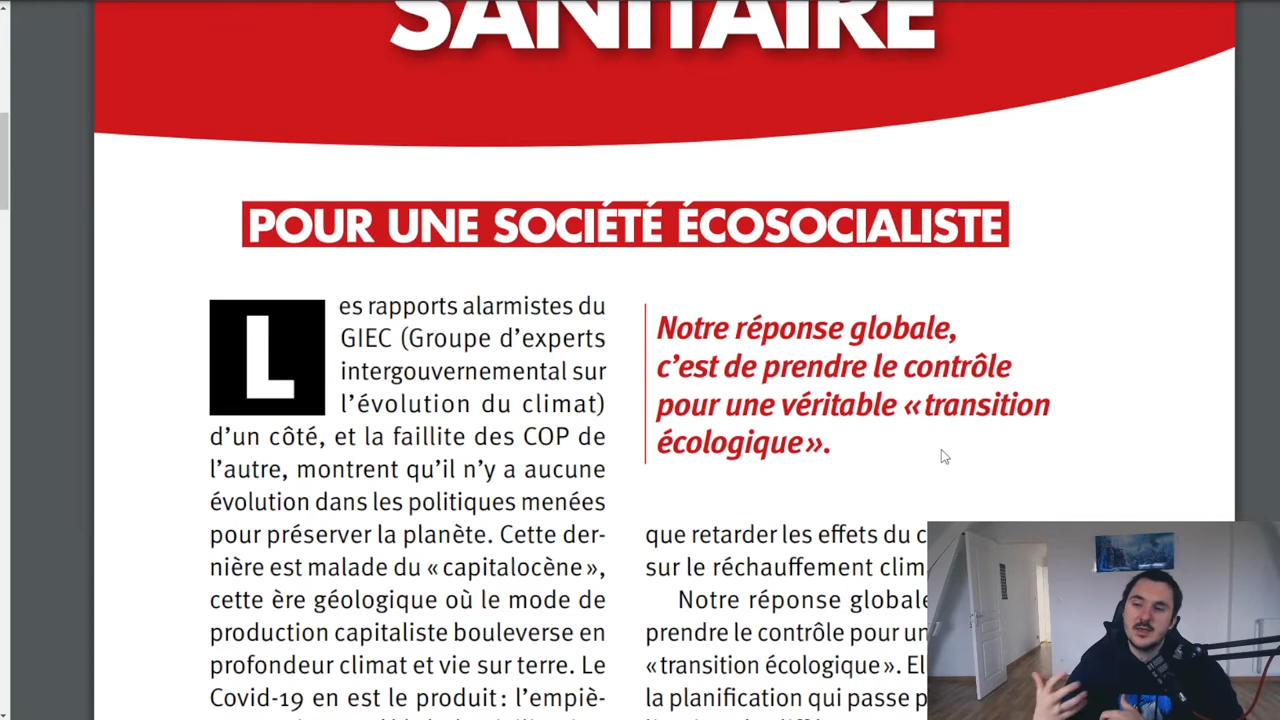 SANITAIRE
POUR UNE SOCIÉTÉ ÉCOSOCIALISTE
Les rapports alarmistes du
GIEC (Groupe d’experts
intergouvernemental sur
l’évolution du climat)
d’un côté, et la faillite des COP de
l’autre, montrent qu’il n’y a aucune
évolution dans les politiques menées
pour préserver la planète. Cette der-
nière est malade du « capitalocène »,
cette ère géologique où le mode de
production capitaliste bouleverse en
profondeur climat et vie sur terre. Le
Covid-19 en est le produit : l’empiè-
Notre réponse globale,
c’est de prendre le contrôle
pour une véritable « transition
écologique ».
que retarder les effets du c
sur le réchauffement clim
Notre réponse globale
prendre le contrôle pour un
« transition écologique ». El
la planification qui passe p